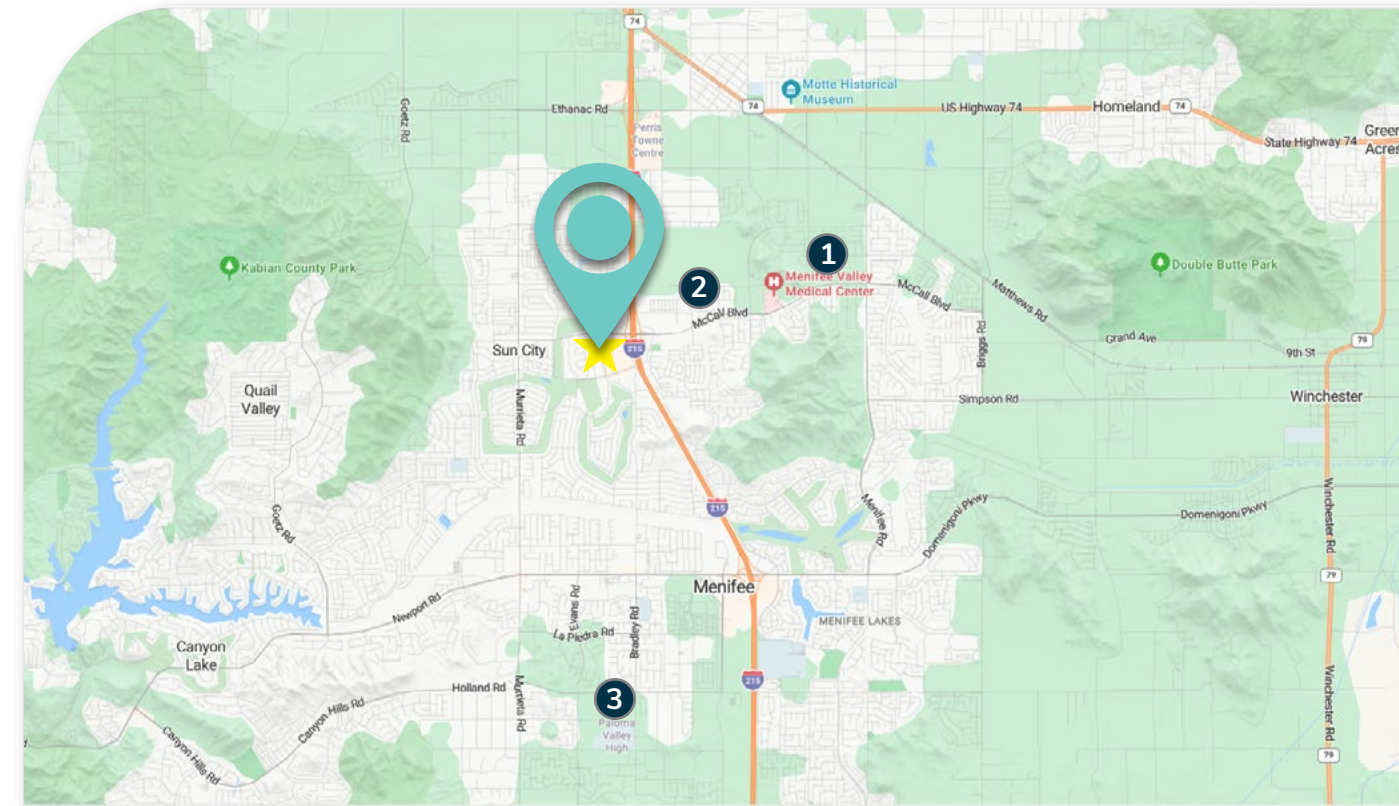 74
Motte Historical
Museum
Ethanac Rd
74
US Highway 74
Homeland
74
Goetz Rd
Perris
Towne
Centre
State Highway 74
Green
Acres
1
Kabian County Park
Double Butte Park
2
Menifee Valley
Medical Center
McCall Blvd
Matthews Rd
McCall Blvd
Briggs Rd
Grand Ave
79
Sun City
215
9th St
Quail
Valley
Murrieta Rd
Simpson Rd
Winchester
215
Menifee Rd
Domenigoni Pkwy
Domenigoni Pkwy
Winchester Rd
Goetz Rd
Menifee
79
Newport Rd
Evans Rd
Bradley Rd
MENIFEE LAKES
La Piedra Rd
Canyon
Lake
Holland Rd
Murrieta Rd
215
Winchester Rd
3
Canyon Hills Rd
Paloma
Valley
High
Canyon Hills Rd
79